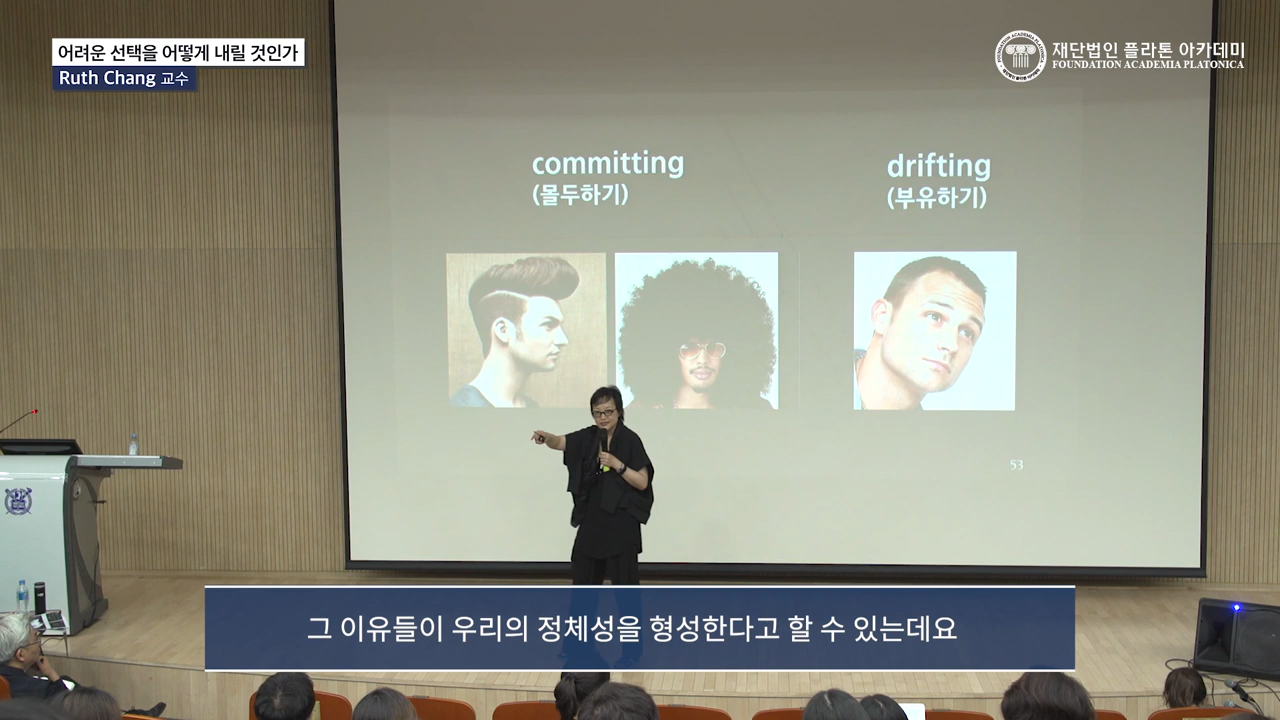 어려운 선택을 어떻게 내릴 것인가
Ruth Chang 교수
재단법인 플라톤 아카데미
FOUNDATION ACADEMIA PLATONICA
committing
(몰두하기)
drifting
(부유하기)
53
그 이유들이 우리의 정체성을 형성한다고 할 수 있는데요